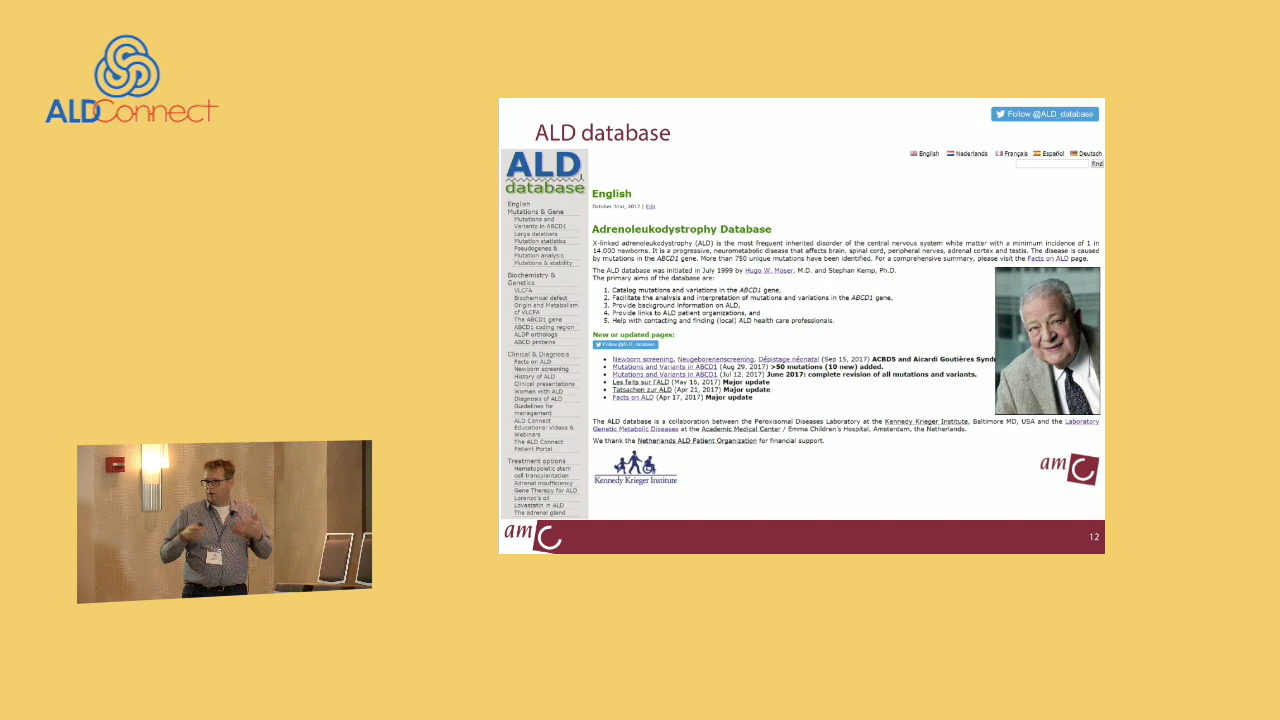 ALDConnect
Follow @ALD_database
ALD database
English Nederlands Français Español Deutsch
find
ALD
database
English
Mutations & Gene
Mutations and
Variants in ABCD1
Large deletions
Mutation statistics
Pseudogenes &
Mutation analysis
Mutations & stability
Biochemistry &
Genetics
VLCFA
Biochemical defect
Origin and Metabolism
of VLCFA
The ABCD1 gene
ABCD1 coding region
ALDP orthologs
ABCD proteins
Clinical & Diagnosis
Facts on ALD
Newborn screening
History of ALD
Clinical presentations
Women with ALD
Diagnosis of ALD
Guidelines for
management
ALD Connect
Educational Videos &
Webinars
The ALD Connect
Patient Portal
Treatment options
Hematopoietic stem
cell transplantation
Adrenal insufficiency
Gene Therapy for ALD
Lorenzo's oil
Lovastatin in ALD
The adrenal gland
English
October 31st, 2017 | Edit
Adrenoleukodystrophy Database
X-linked adrenoleukodystrophy (ALD) is the most frequent inherited disorder of the central nervous system white matter with a minimum incidence of 1 in
14.000 newborns. It is a progressive, neurometabolic disease that affects brain, spinal cord, peripheral nerves, adrenal cortex and testis. The disease is caused
by mutations in the ABCD1 gene. More than 750 unique mutations have been identified. For a comprehensive summary, please visit the Facts on ALD page.
The ALD database was initiated in July 1999 by Hugo W. Moser, M.D. and Stephan Kemp, Ph.D.
The primary aims of the database are:
1. Catalog mutations and variations in the ABCD1 gene,
2. Facilitate the analysis and interpretation of mutations and variations in the ABCD1 gene,
3. Provide background information on ALD,
4. Provide links to ALD patient organizations, and
5. Help with contacting and finding (local) ALD health care professionals.
New or updated pages:
Follow @ALD_database
• Newborn screening, Neugeborenenscreening, Dépistage néonatal (Sep 15, 2017) ACBD5 and Aicardi Goutières Synd
• Mutations and Variants in ABCD1 (Aug 29, 2017) >50 mutations (10 new) added.
• Mutations and Variants in ABCD1 (Jul 12, 2017) June 2017: complete revision of all mutations and variants.
• Les faits sur l'ALD (May 16, 2017) Major update
• Tatsachen zur ALD (Apr 21, 2017) Major update
• Facts on ALD (Apr 17, 2017) Major update
The ALD database is a collaboration between the Peroxisomal Diseases Laboratory at the Kennedy Krieger Institute, Baltimore MD, USA and the Laboratory
Genetic Metabolic Diseases at the Academic Medical Center / Emma Children's Hospital, Amsterdam, the Netherlands.
We thank the Netherlands ALD Patient Organization for financial support.
Kennedy Krieger Institute
amc
amc
12